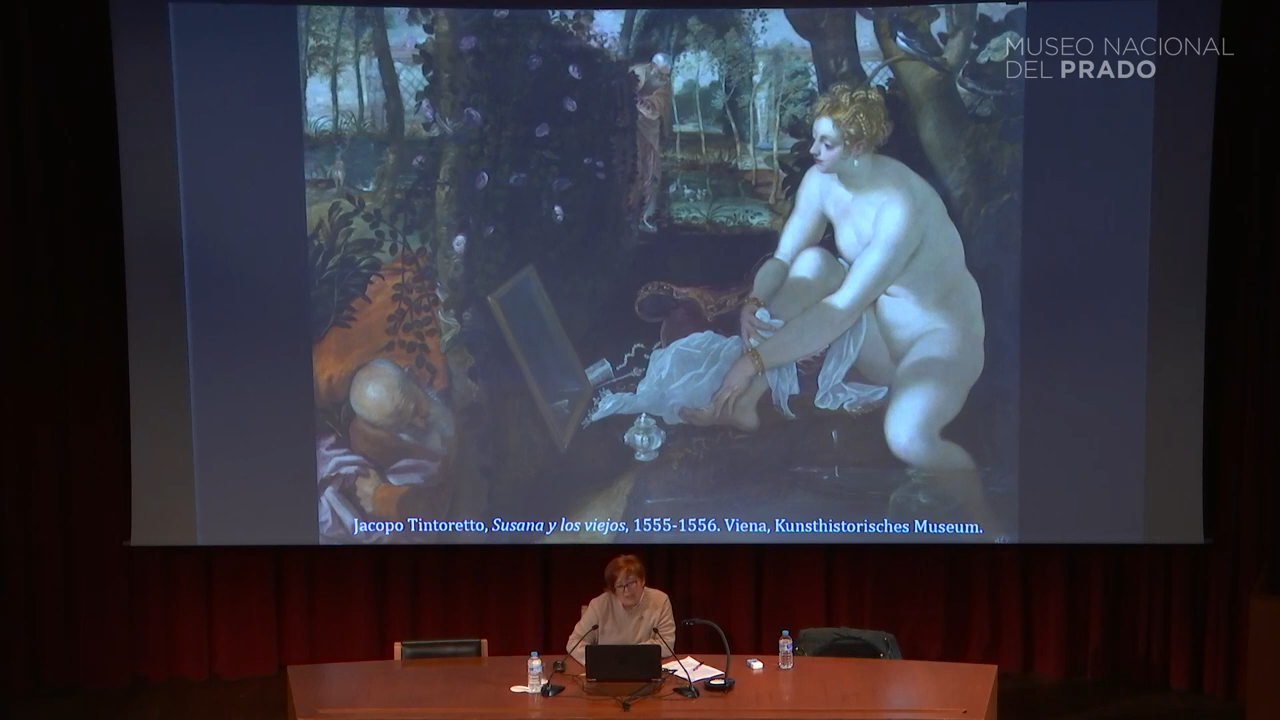 MUSEO NACIONAL
DEL PRADO
Jacopo Tintoretto, Susana y los viejos, 1555-1556. Viena, Kunsthistorisches Museum.